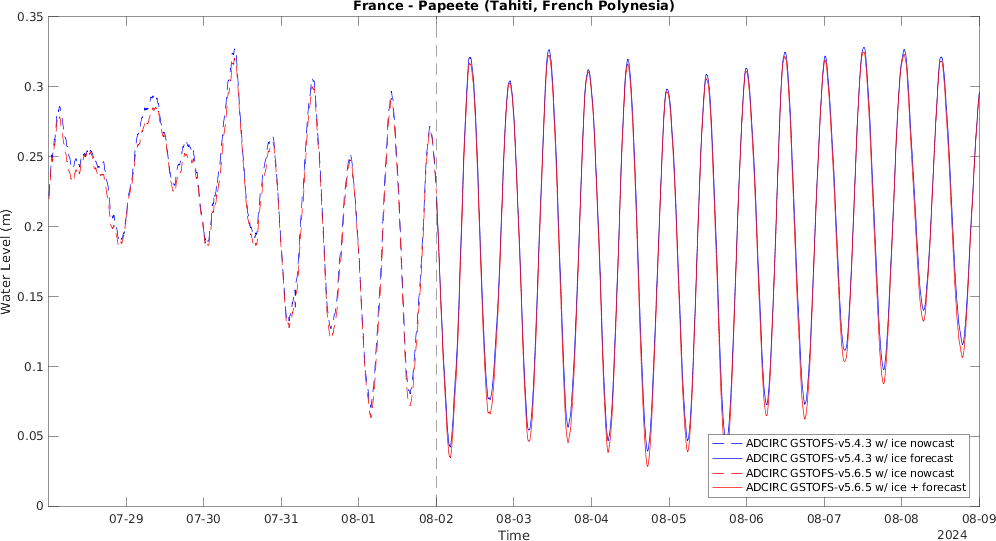 France - Papeete (Tahiti, French Polynesia)
0.35
0.3
0.25
0.2
0.15
0.1
0.05
0
Water Level (m)
ADCIRC GSTOFS-v5.4.3 w/ ice nowcast
ADCIRC GSTOFS-v5.4.3 w/ ice forecast
ADCIRC GSTOFS-v5.6.5 w/ ice nowcast
ADCIRC GSTOFS-v5.6.5 w/ ice + forecast
07-29 07-30 07-31 08-01 08-02 08-03 08-04 08-05 08-06 08-07 08-08 08-09
Time
2024